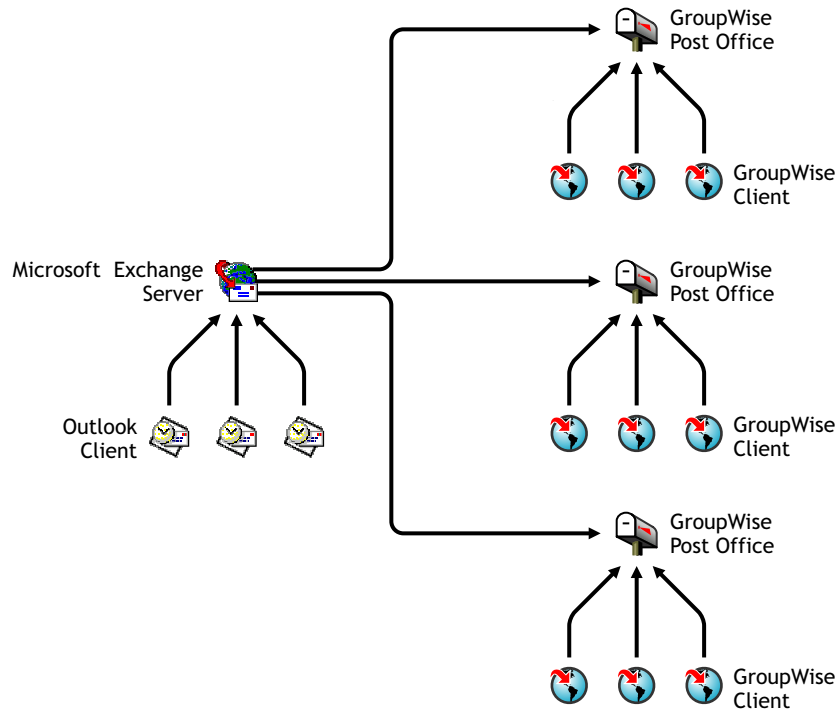 GroupWise
Post Office
GroupWise
Client
Microsoft Exchange
Server
GroupWise
Post Office
Outlook
Client
GroupWise
Client
GroupWise
Post Office
GroupWise
Client